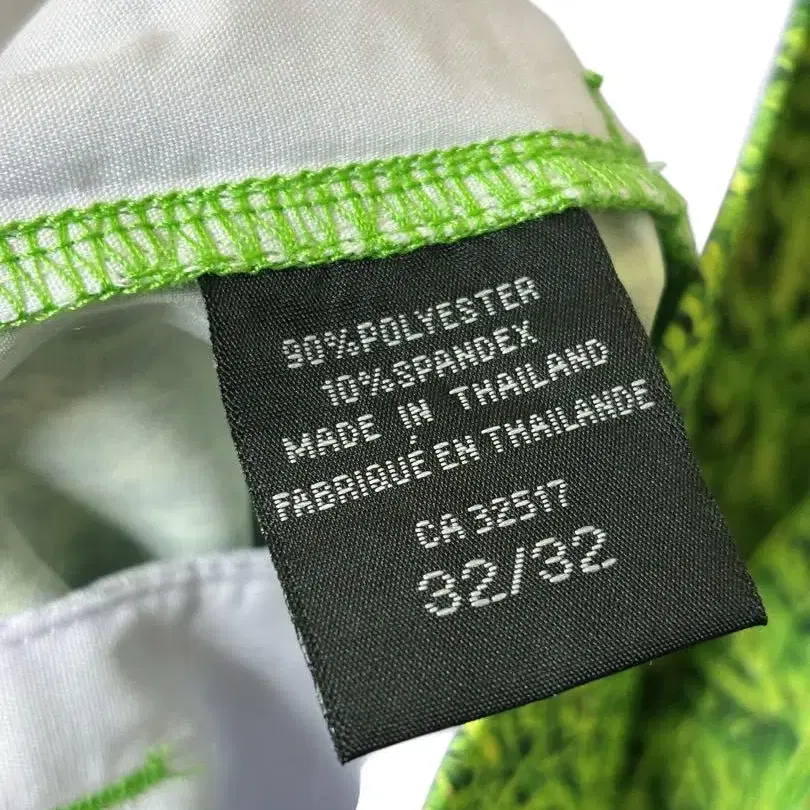 90%POLYESTER
10%SPANDEX
MADE IN THAILAND
FABRIQUÉ EN THAILANDE
CA 32517
32/32